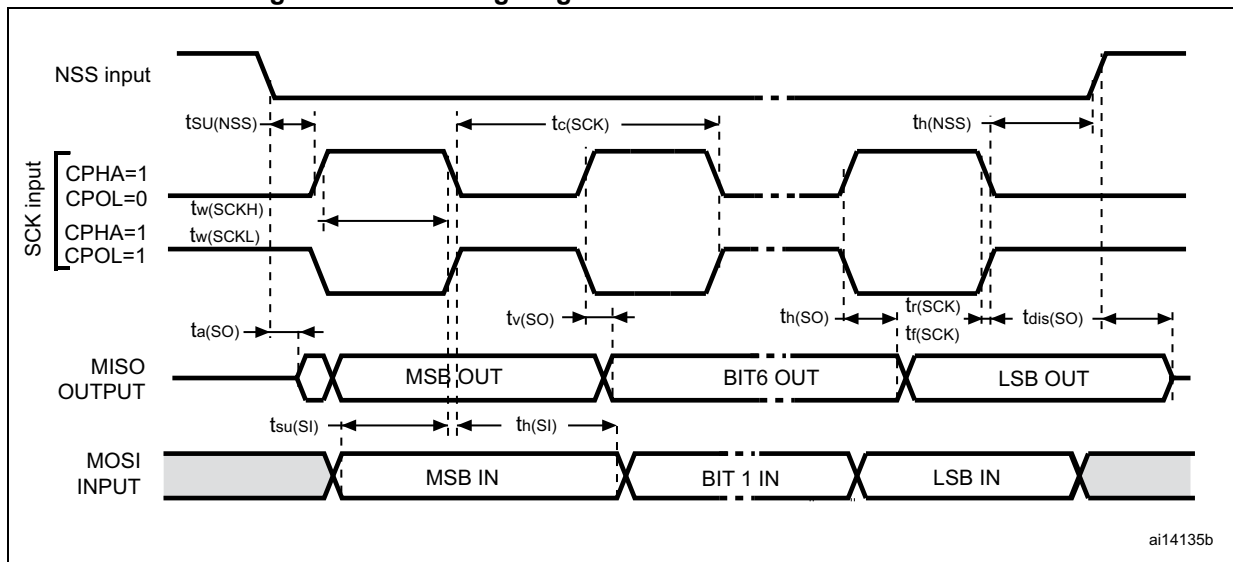 NSS input
tSU(NSS)
tc(SCK)
th(NSS)
SCK input
CPHA=1
CPOL=0
tw(SCKH)
CPHA=1
tw(SCKL)
CPOL=1
ta(SO)
tv(SO)
th(SO)
tr(SCK)
tf(SCK)
tdis(SO)
MISO
OUTPUT
MSB OUT
BIT6 OUT
LSB OUT
tsu(SI)
th(SI)
MOSI
INPUT
MSB IN
BIT 1 IN
LSB IN
ai14135b